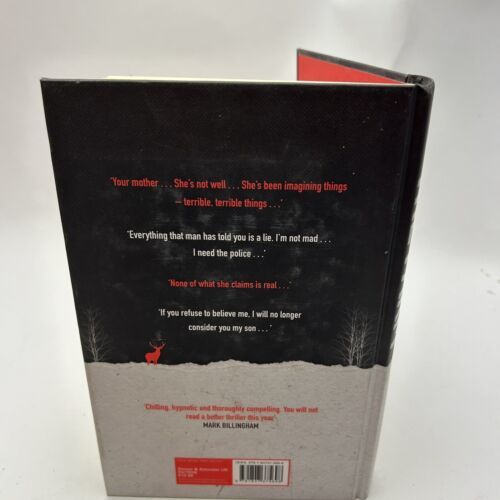 'Your mother . . . She's not well . . . She's been imagining things
– terrible, terrible things . . .'
'Everything that man has told you is a lie. I'm not mad . . .
I need the police . . .'
'None of what she claims is real . . .'
'If you refuse to believe me, I will no longer
consider you my son . . .'
'Chilling, hypnotic and thoroughly compelling. You will not
read a better thriller this year'
MARK BILLINGHAM